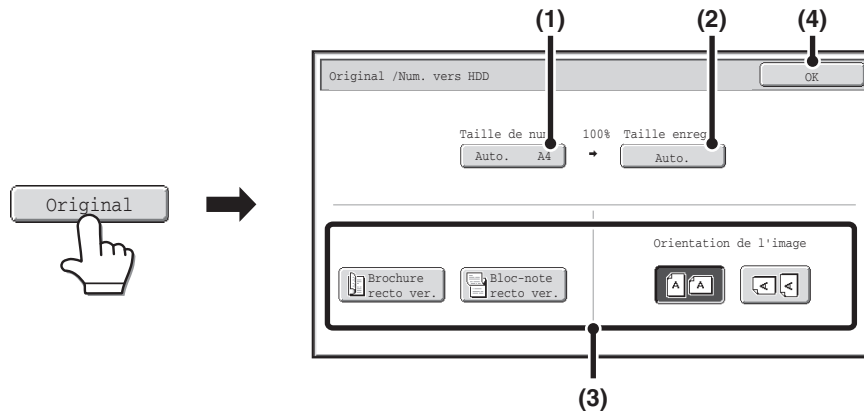 (1) (2) (4)
Original /Num. vers HDD OK
Taille de num 100% Taille enreg
Auto. A4 Auto.
Original
Orientation de l'image
Brochure
recto ver.
Bloc-note
recto ver.
A A A A
(3)